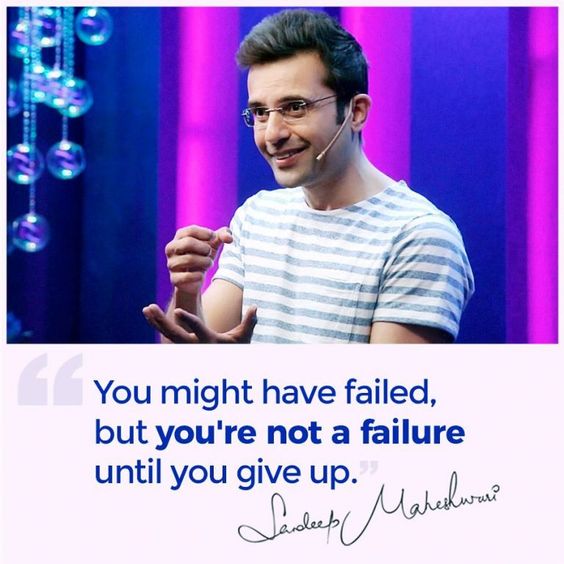 “You might have failed,
but you're not a failure
until you give up.”
Sandeep Maheshwari